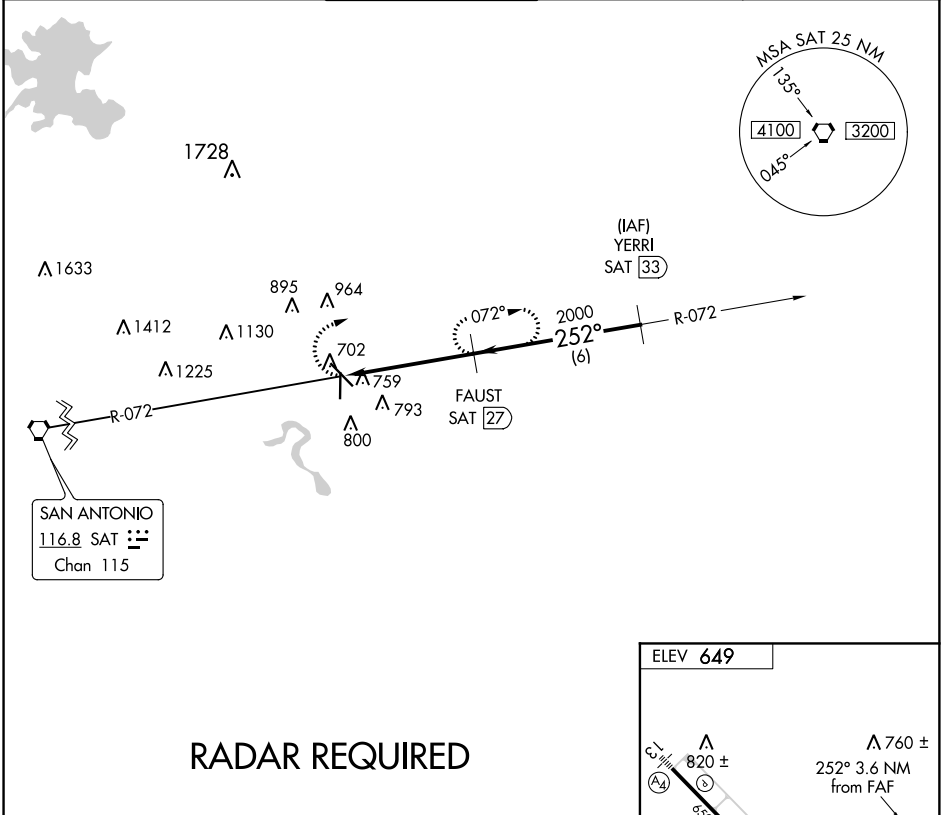 MSA SAT 25 NM
135°
4100
3200
045°
1728
(IAF)
YERRI
SAT 33
1633
895
964
072°
2000
252°
(6)
R-072
1412
1130
702
1225
759
FAUST
SAT 27
793
R-072
800
SAN ANTONIO
116.8 SAT
Chan 115
ELEV 649
RADAR REQUIRED
13
820 ±
760 ±
A4
P
252° 3.6 NM
from FAF